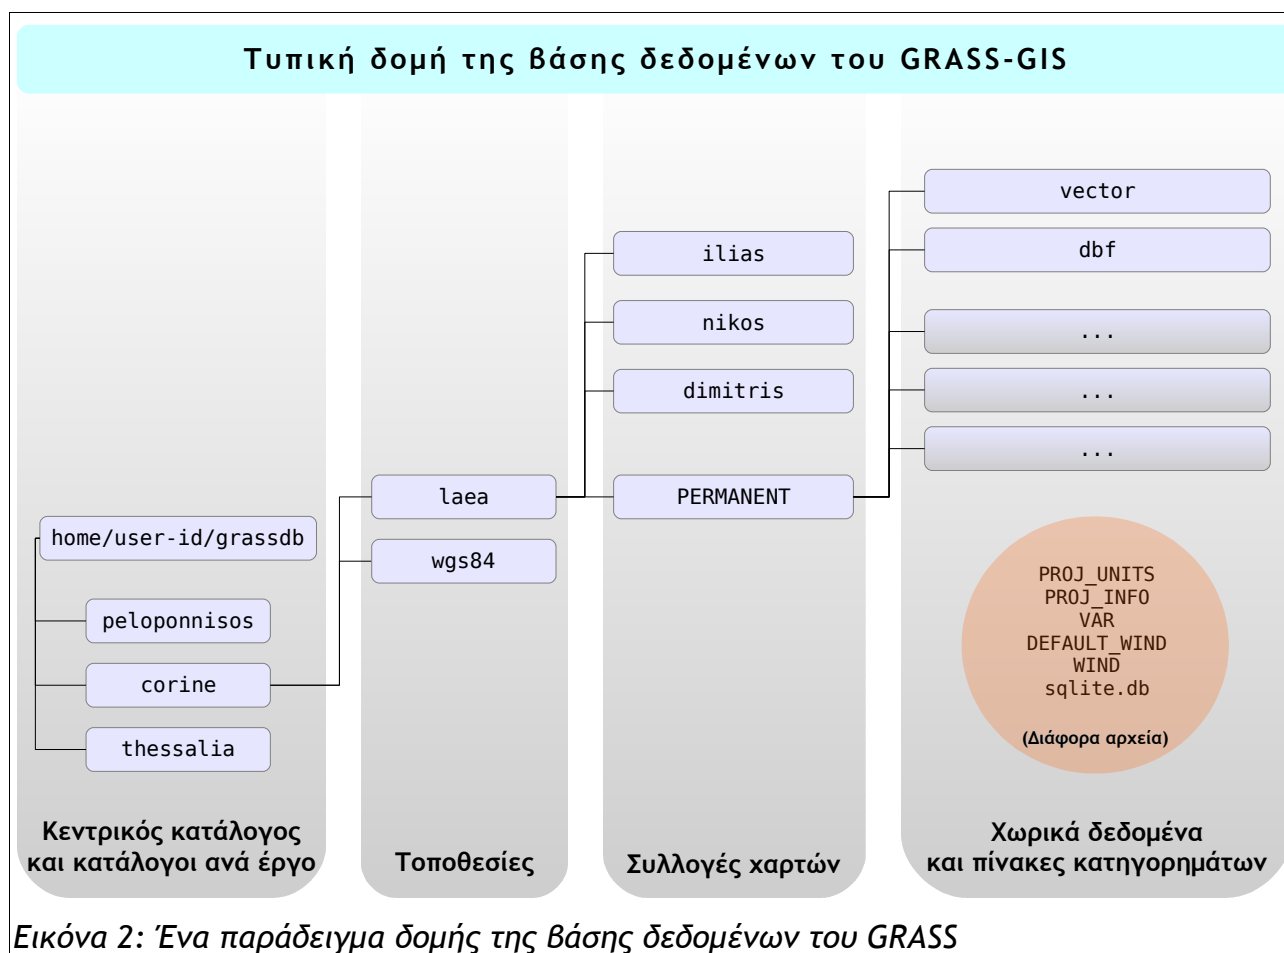 Τυπική δομή της βάσης δεδομένων του GRASS-GIS
home/user-id/grassdb
peloponnisos
corine
thessalia
Κεντρικός κατάλογος
και κατάλογοι ανά έργο
laea
wgs84
Τοποθεσίες
ilias
nikos
dimitris
PERMANENT
Συλλογές χαρτών
vector
dbf
...
...
...
PROJ_UNITS
PROJ_INFO
VAR
DEFAULT_WIND
WIND
sqlite.db
(Διάφορα αρχεία)
Χωρικά δεδομένα
και πίνακες κατηγορημάτων
Εικόνα 2: Ένα παράδειγμα δομής της βάσης δεδομένων του GRASS